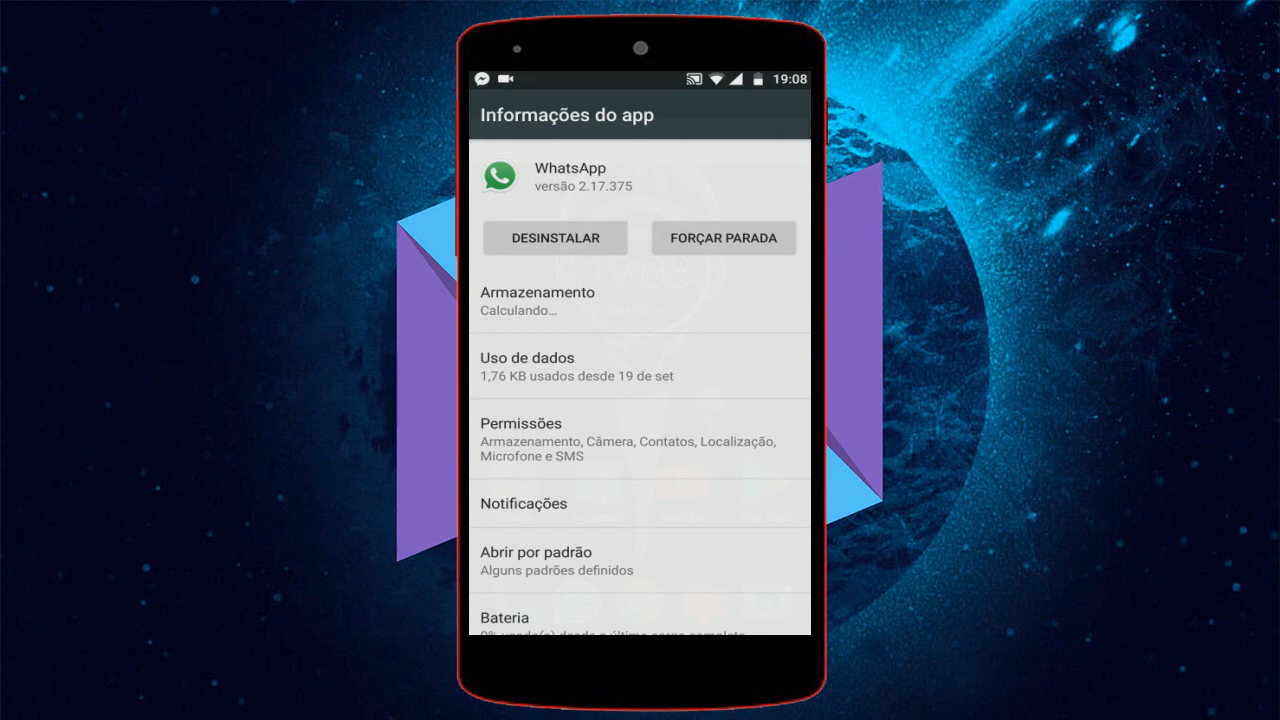 19:08
Informações do app
WhatsApp
versão 2.17.375
DESINSTALAR FORÇAR PARADA
Armazenamento
Calculando...
Uso de dados
1,76 KB usados desde 19 de set
Permissões
Armazenamento, Câmera, Contatos, Localização,
Microfone e SMS
Notificações
Abrir por padrão
Alguns padrões definidos
Bateria